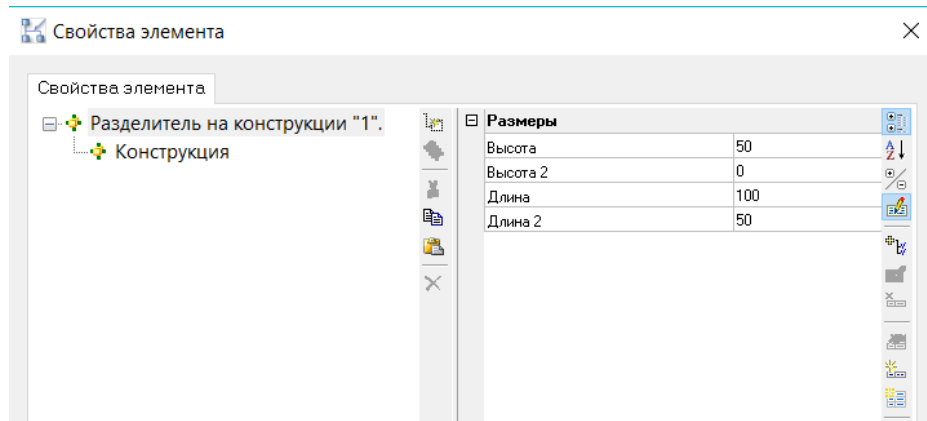 Свойства элемента
Свойства элемента
Разделитель на конструкции "1".
Конструкция
Размеры
Высота 50
Высота 2 0
Длина 100
Длина 2 50